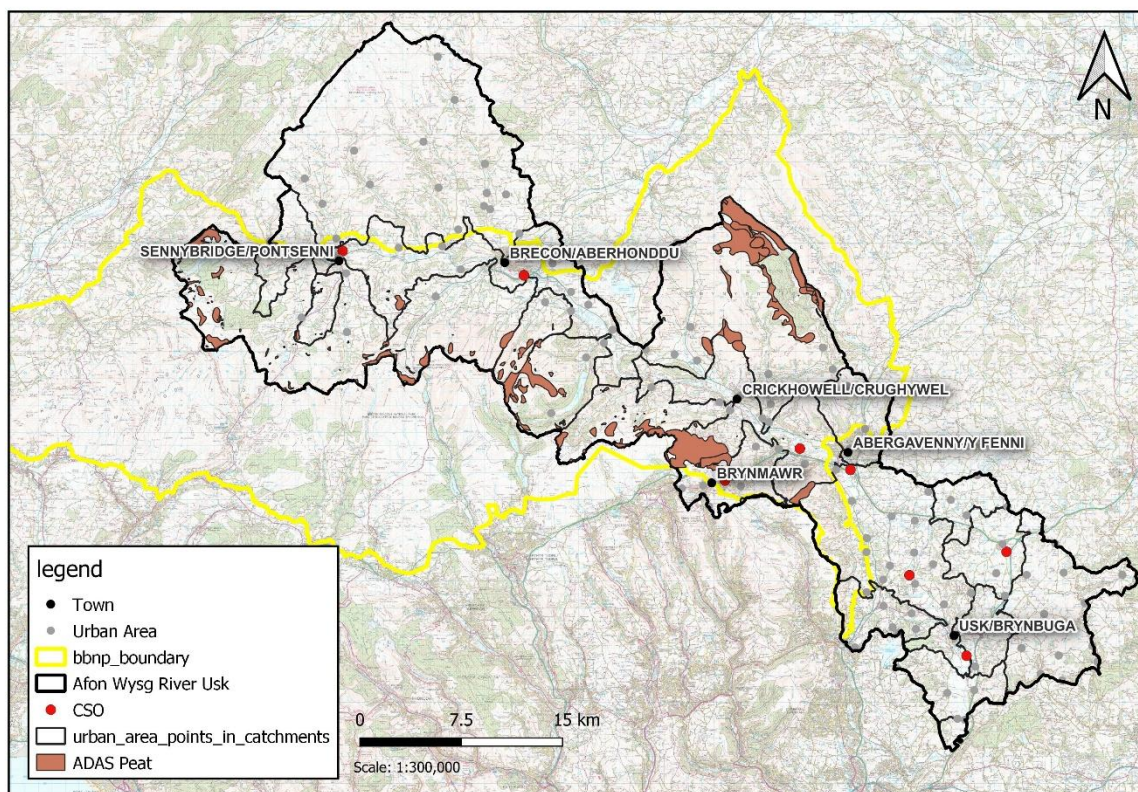 N
SENNYBRIDGE/PONTSENNI
BRECON/ABERHONDDU
CRICKHOWELL/CRUGHYWEL
ABERGAVENNY/Y FENNI
BRYNMAWR
USK/BRYNBUGA
legend
Town
Urban Area
bbnp_boundary
Afon Wysg River Usk
CSO
urban_area_points_in_catchments
ADAS Peat
0 7.5 15 km
Scale: 1:300,000